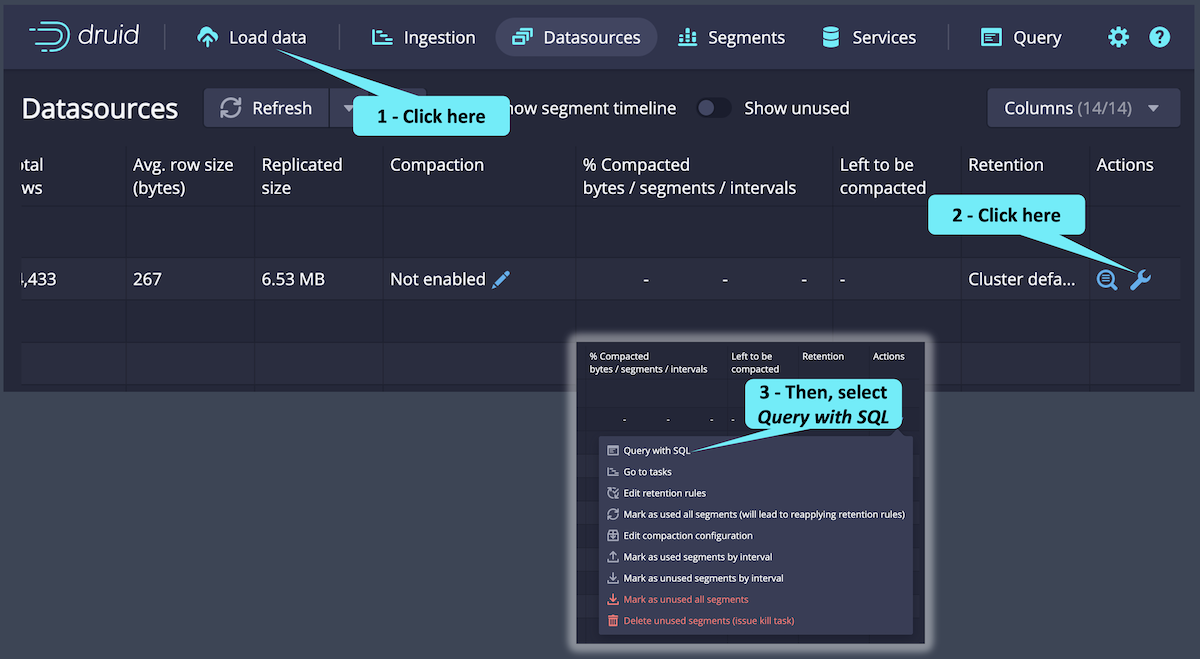 druid
Load data
Ingestion
Datasources
Segments
Services
Query
Datasources
Refresh
1 - Click here
how segment timeline
Show unused
Columns (14/14)
otal
ws
Avg. row size
(bytes)
Replicated
size
Compaction
% Compacted
bytes / segments / intervals
Left to be
compacted
Retention
Actions
2 - Click here
,433
267
6.53 MB
Not enabled
-
-
-
-
Cluster defa...
% Compacted
bytes / segments / intervals
Left to be
compacted
Retention
Actions
3 - Then, select
Query with SQL
-
-
-
-
Query with SQL
Go to tasks
Edit retention rules
Mark as used all segments (will lead to reapplying retention rules)
Edit compaction configuration
Mark as used segments by interval
Mark as unused segments by interval
Mark as unused all segments
Delete unused segments (issue kill task)